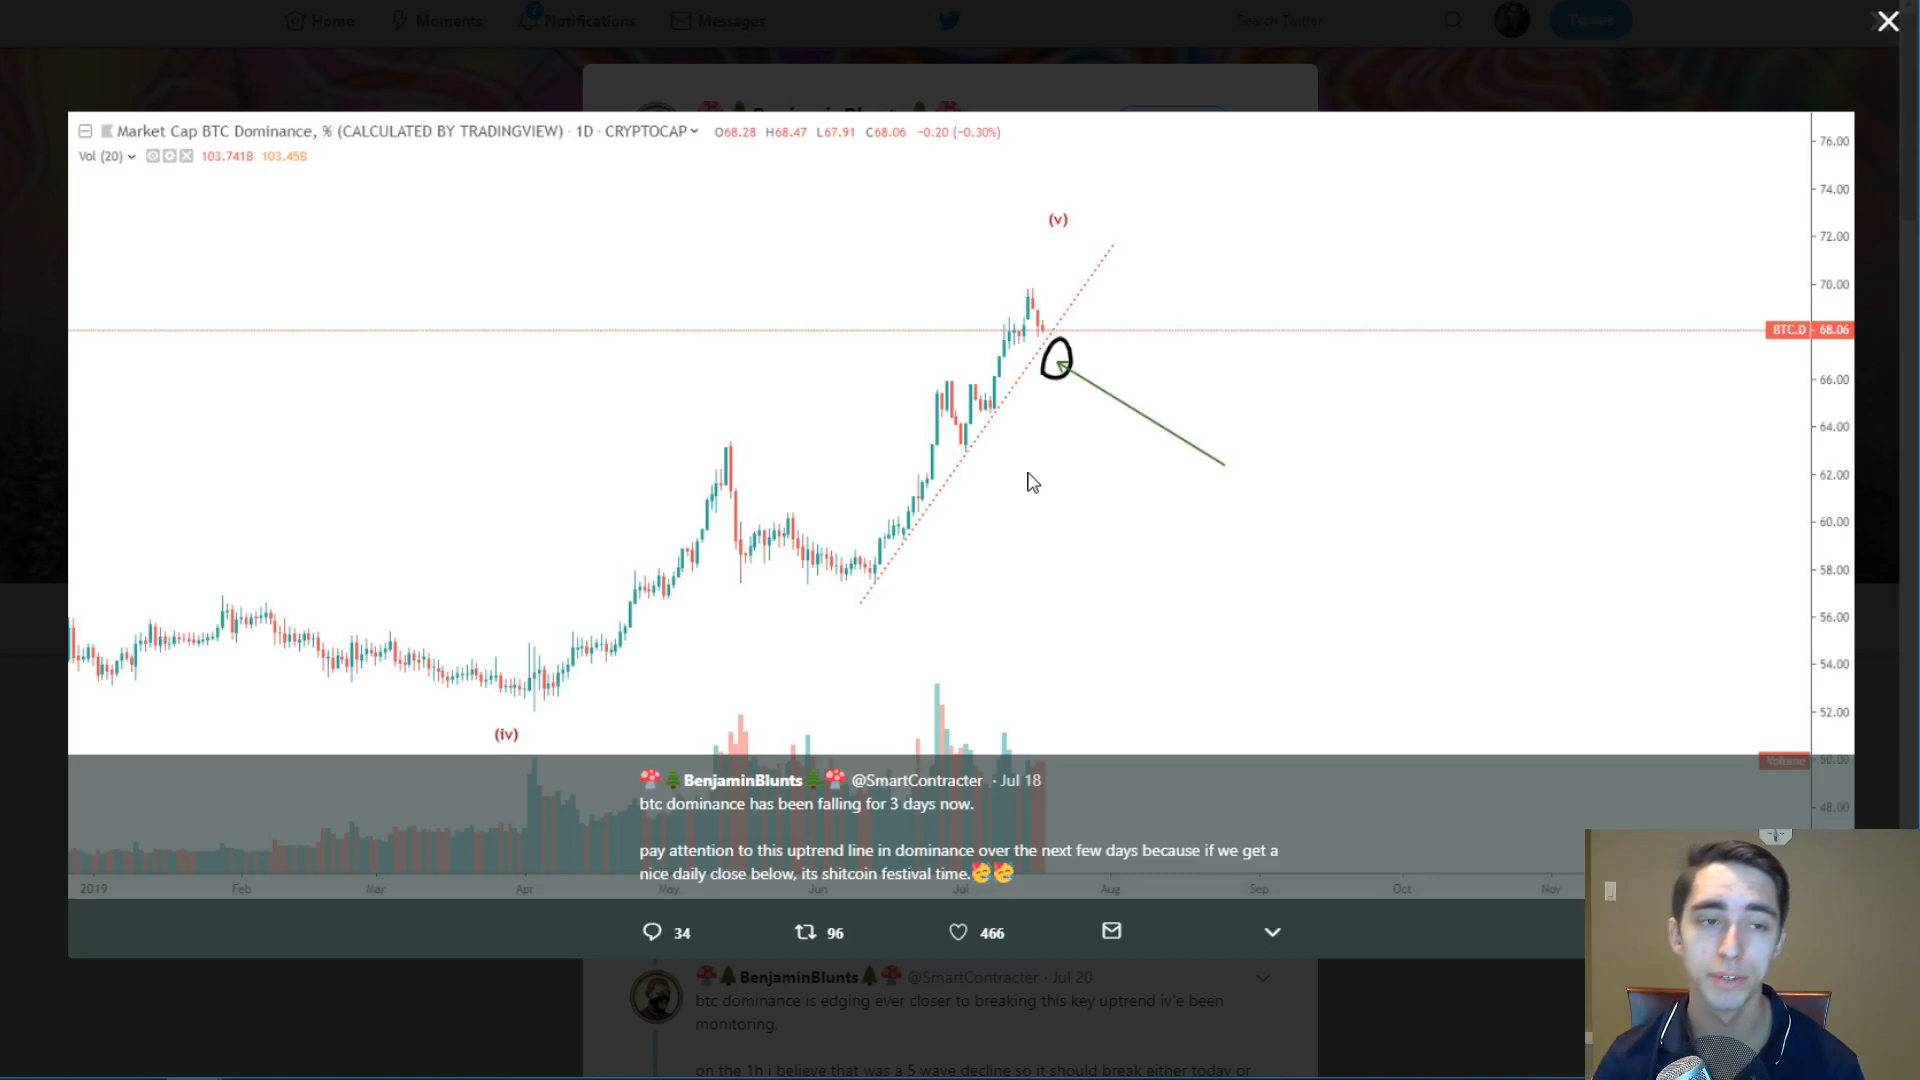 Home Moments Notifications Messages Search Twitter Tweet
2
BenjaminBlunts
Market Cap BTC Dominance, % (CALCULATED BY TRADINGVIEW) · 1D · CRYPTOCAP O68.28 H68.47 L67.91 C68.06 −0.20 (−0.30%)
Vol (20) 103.741B 103.45B
76.00
74.00
(v)
72.00
70.00
BTC.D 68.06
66.00
64.00
62.00
60.00
58.00
56.00
54.00
52.00
(iv)
Volume 50.00
48.00
🍄🌲BenjaminBlunts🌲🍄 @SmartContracter · Jul 18
btc dominance has been falling for 3 days now.
pay attention to this uptrend line in dominance over the next few days because if we get a
nice daily close below, its shitcoin festival time.🥳🥳
2019 Feb Mar Apr May Jun Jul Aug Sep Oct Nov
34 96 466
🍄🌲BenjaminBlunts🌲🍄 @SmartContracter · Jul 20
btc dominance is edging ever closer to breaking this key uptrend iv'e been
monitoring.
on the 1h i believe that was a 5 wave decline so it should break either today or